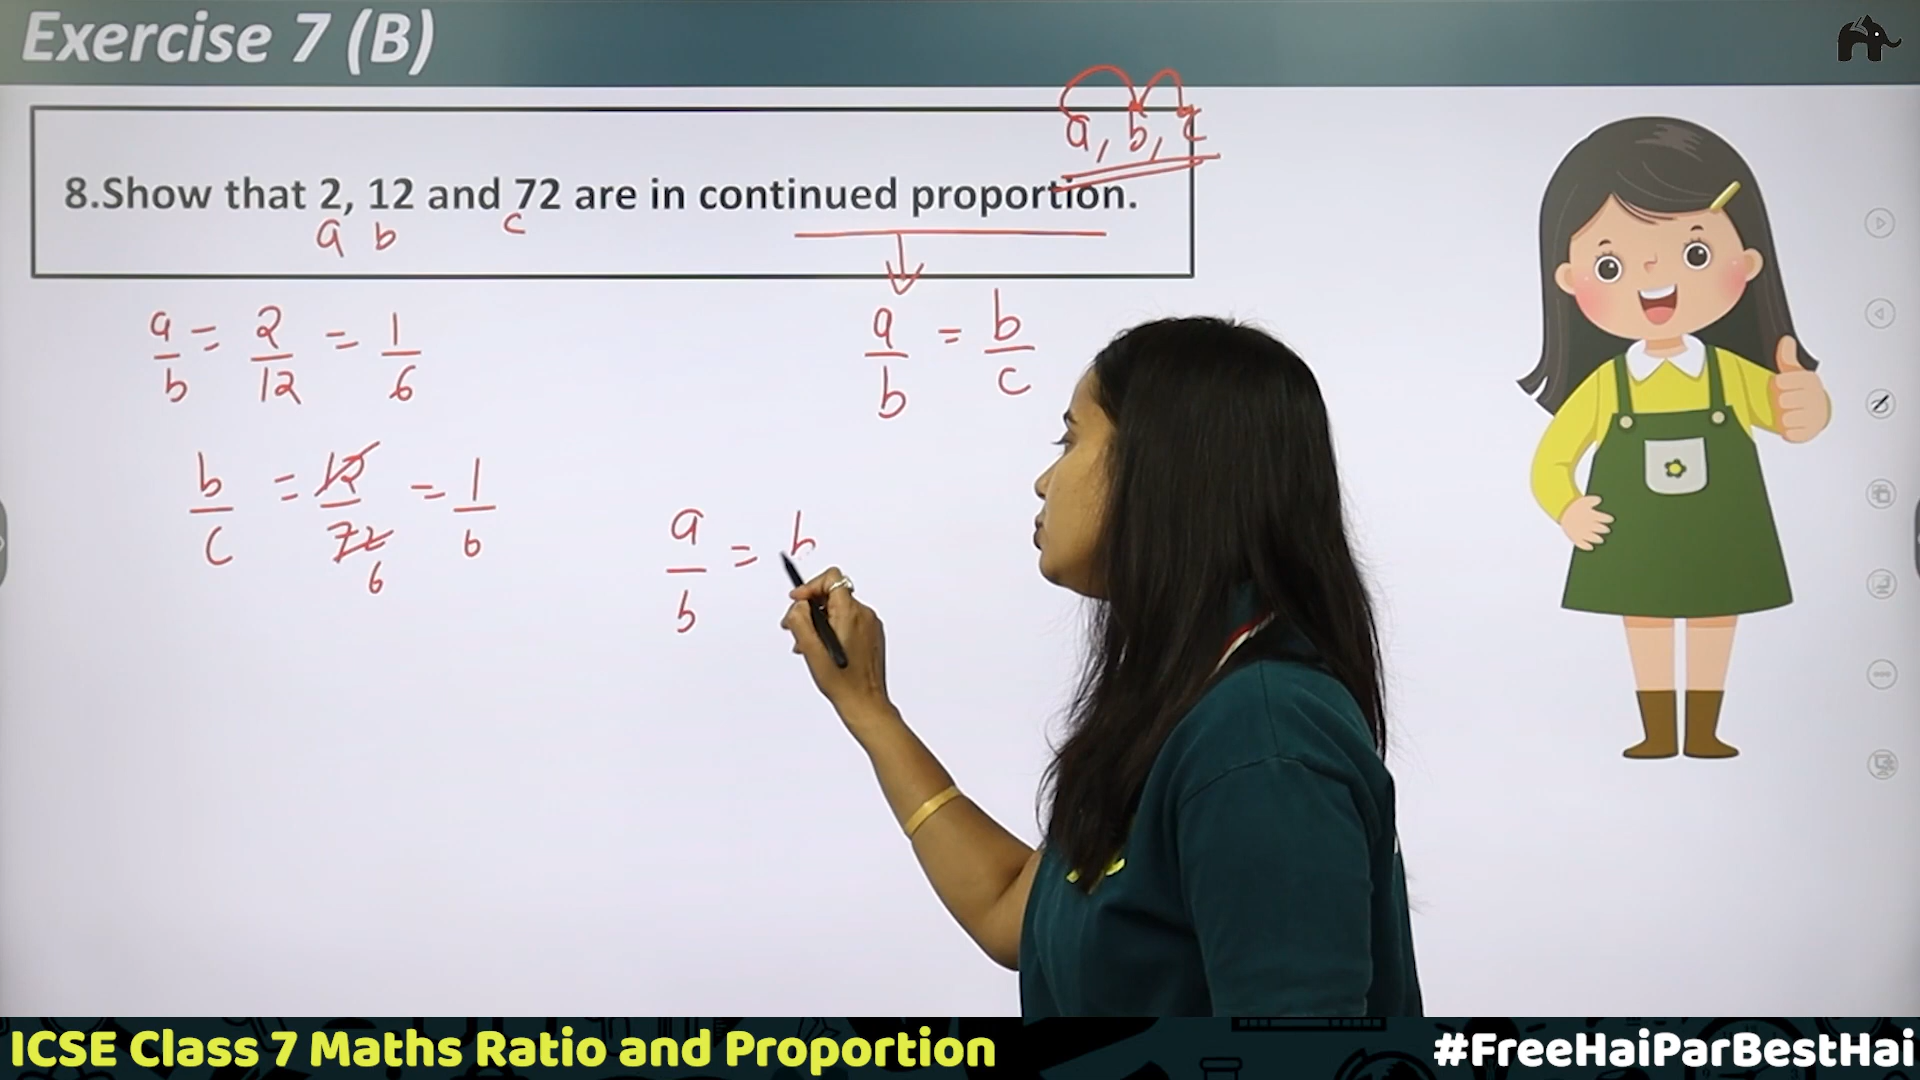 Exercise 7 (B)
a, b, c
8.Show that 2, 12 and 72 are in continued proportion.
a b c
a/b = 2/12 = 1/6
a/b = b/c
b/c = 12/72 = 1/6
6
a/b = b
ICSE Class 7 Maths Ratio and Proportion
#FreeHaiParBestHai